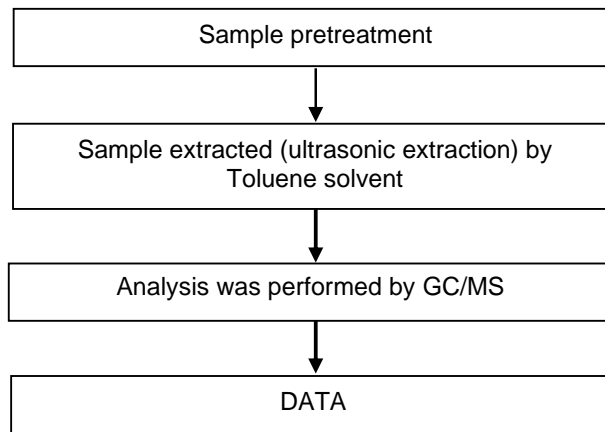 Sample pretreatment
Sample extracted (ultrasonic extraction) by
Toluene solvent
Analysis was performed by GC/MS
DATA